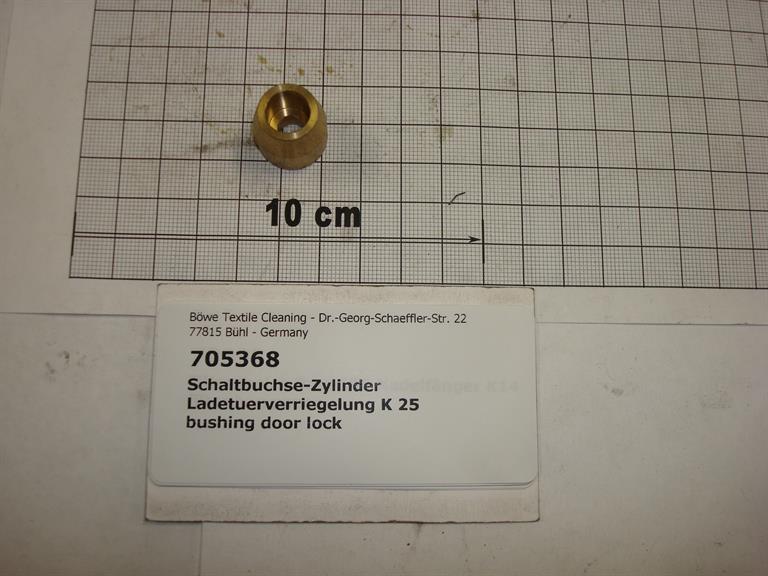 10 cm
Böwe Textile Cleaning - Dr.-Georg-Schaeffler-Str. 22
77815 Bühl - Germany
705368
Schaltbuchse-Zylinder
Ladetuerverriegelung K 25
bushing door lock